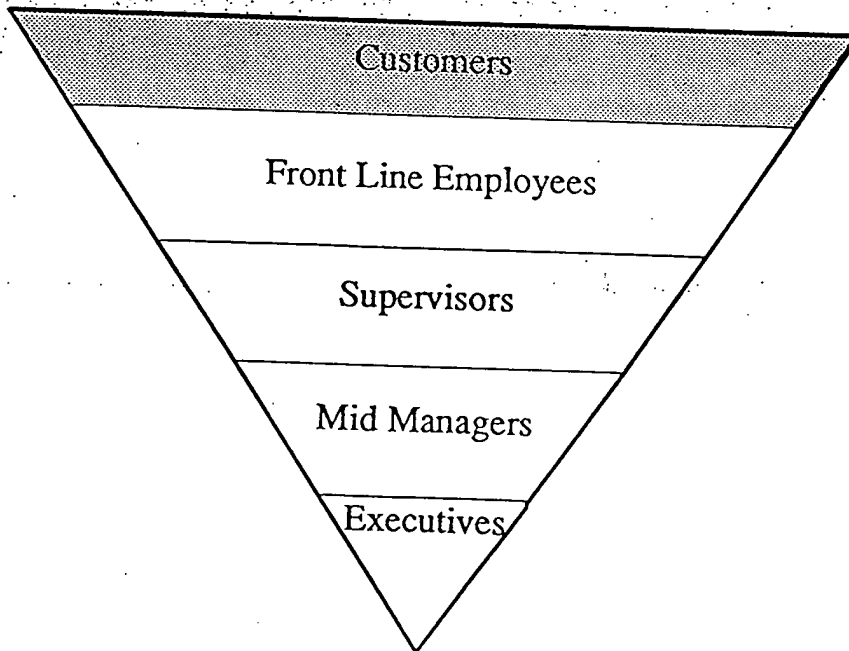 Customers
Front Line Employees
Supervisors
Mid Managers
Executives